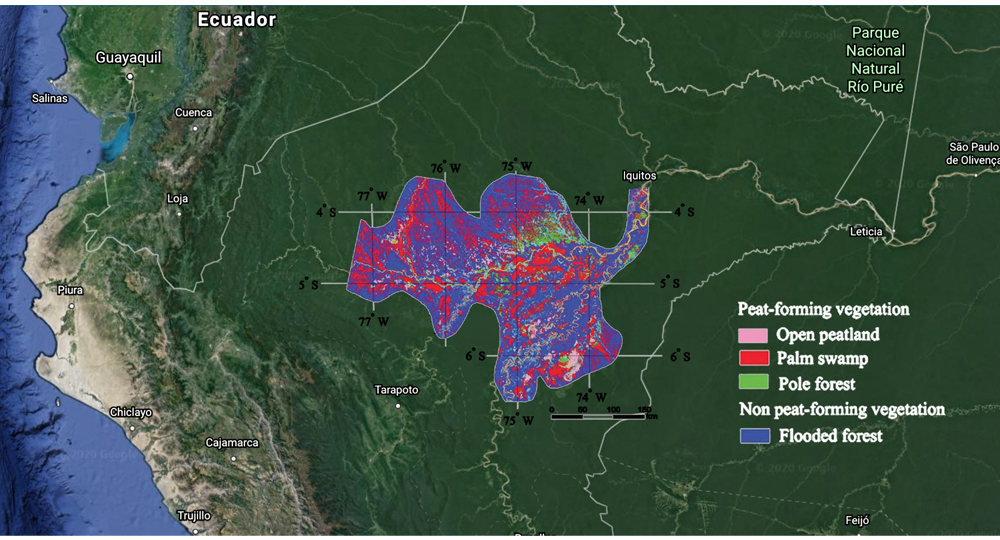 Ecuador
Guayaquil
Salinas
Cuenca
Loja
Piura
Chiclayo
Cajamarca
Trujillo
Tarapoto
Parque
Nacional
Natural
Río Puré
São Paulo
de Olivença
Iquitos
Leticia
Feijó
76° W
75° W
77° W
74° W
4° S
4° S
5° S
5° S
77° W
6° S
6° S
74° W
75° W
0 50 100 150
km
Peat-forming vegetation
Open peatland
Palm swamp
Pole forest
Non peat-forming vegetation
Flooded forest
© 2020 Google
© 2020 Google